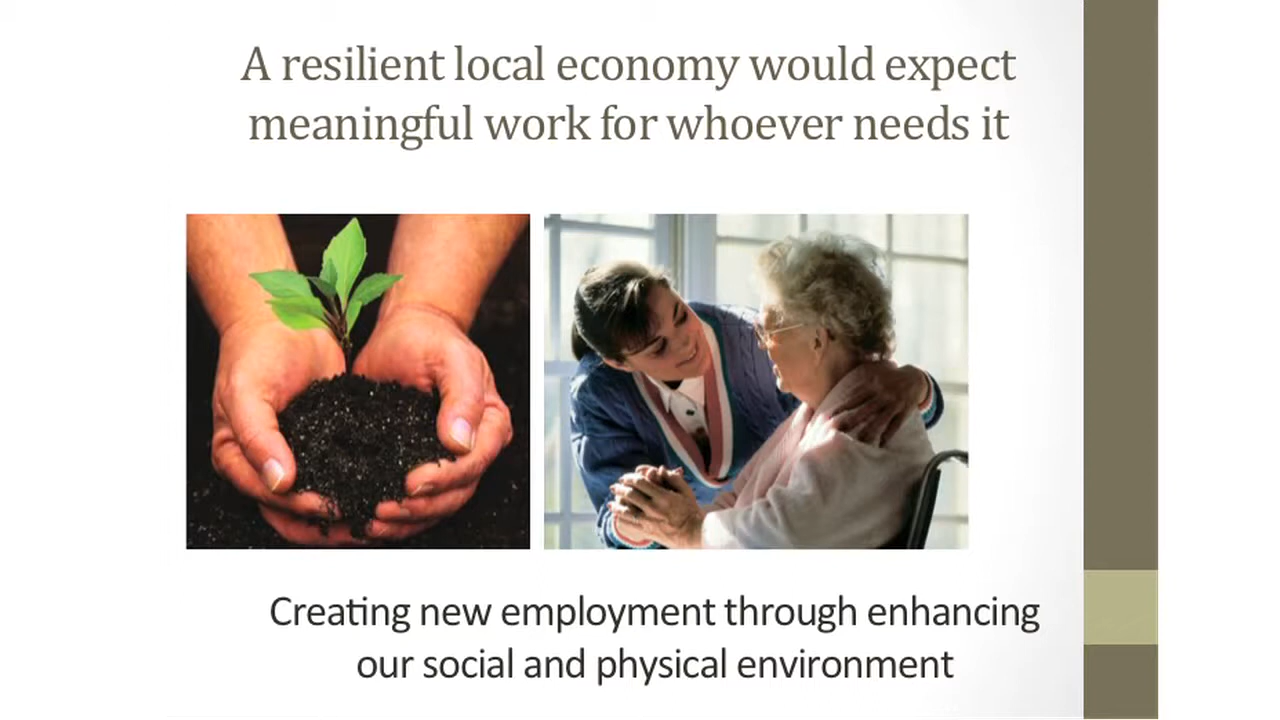 A resilient local economy would expect
meaningful work for whoever needs it
Creating new employment through enhancing
our social and physical environment